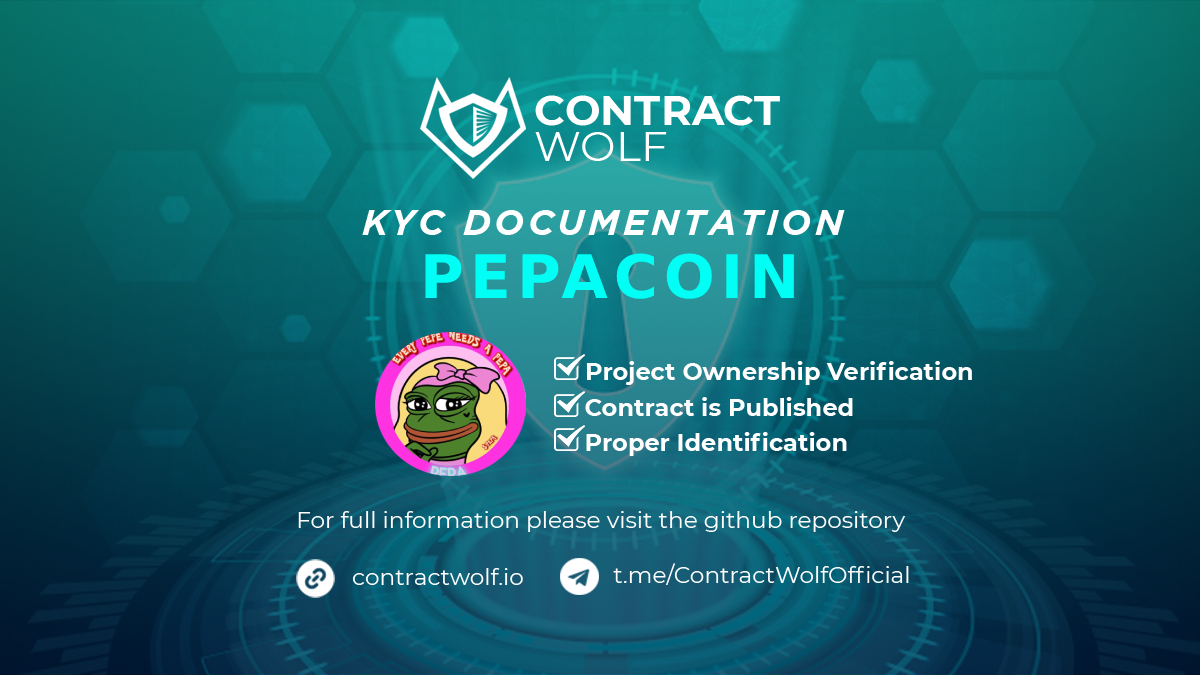 CONTRACT
WOLF
KYC DOCUMENTATION
PEPACOIN
EVERY PEPE NEEDS A PEPA
PEPA
Project Ownership Verification
Contract is Published
Proper Identification
For full information please visit the github repository
contractwolf.io
t.me/ContractWolfOfficial